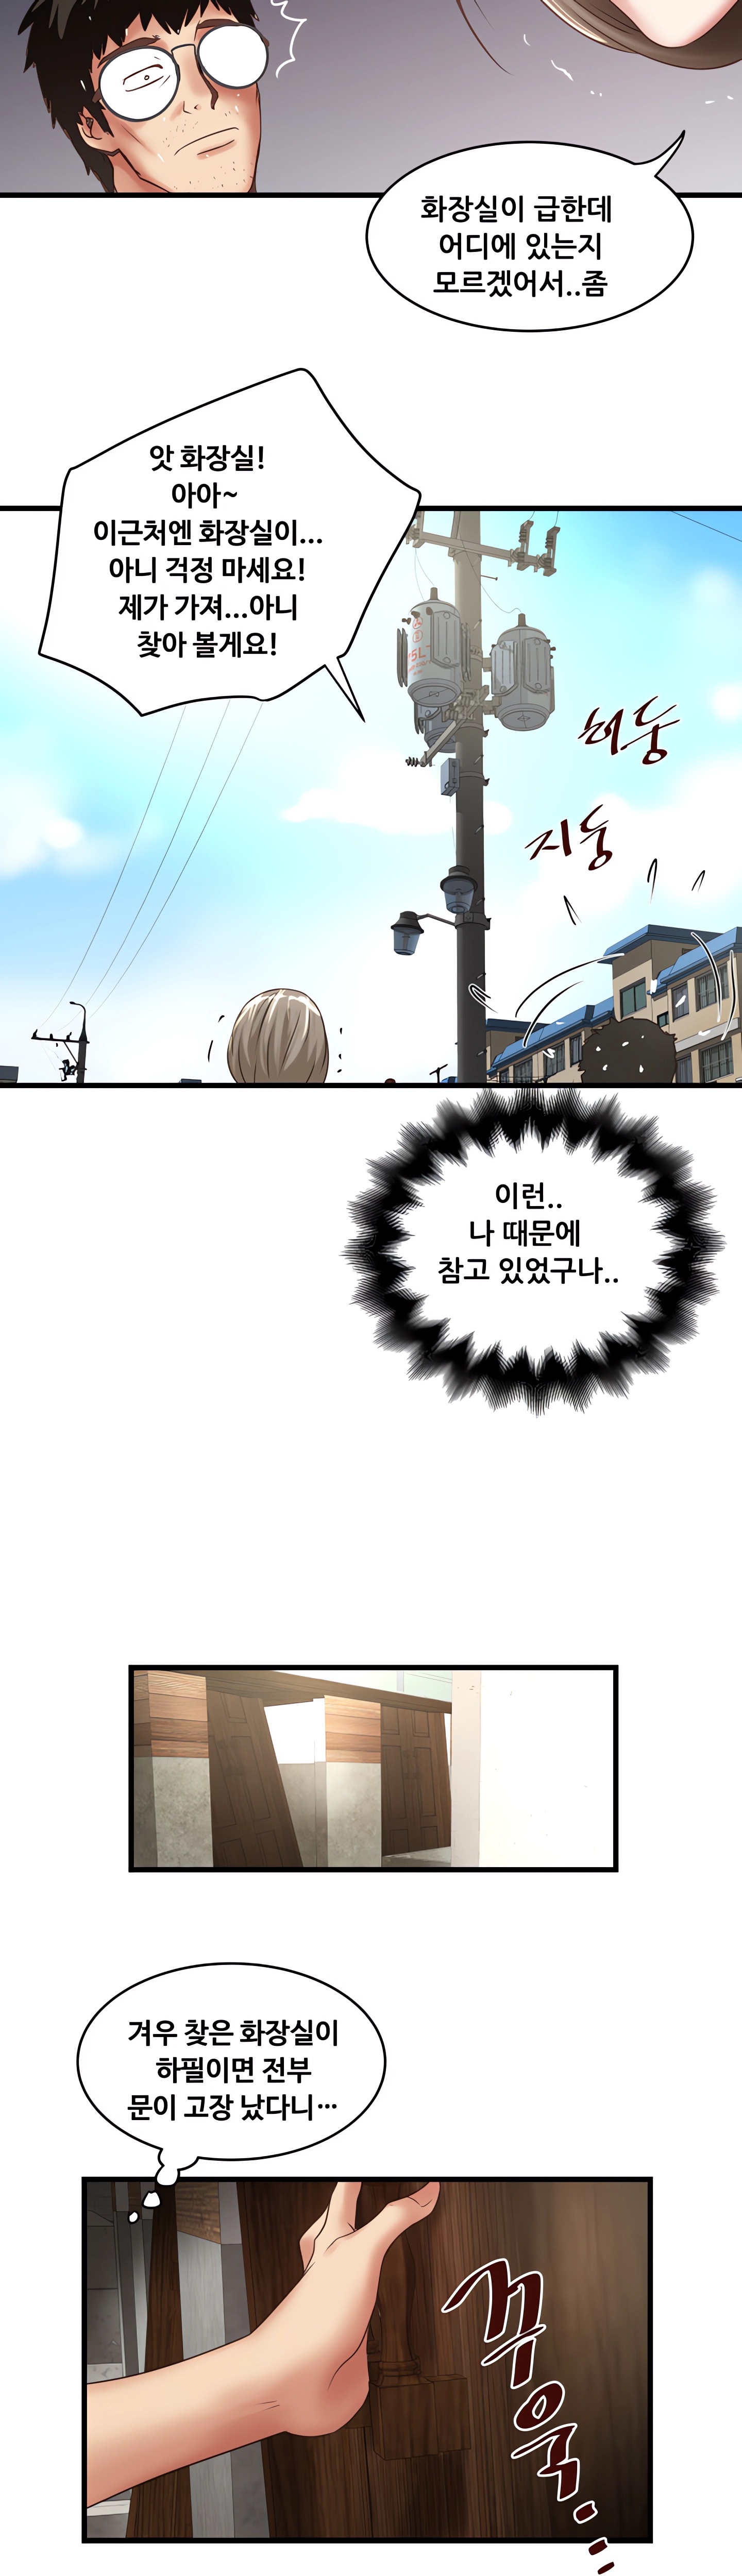 화장실이 급한데
어디에 있는지
모르겠어서..좀
앗 화장실!
아아~
이근처엔 화장실이...
아니 걱정 마세요!
제가 가져...아니
찾아 볼게요!
5L-
허둥
지둥
이런..
나 때문에
참고 있었구나..
겨우 찾은 화장실이
하필이면 전부
문이 고장 났다니…
꾸욱..